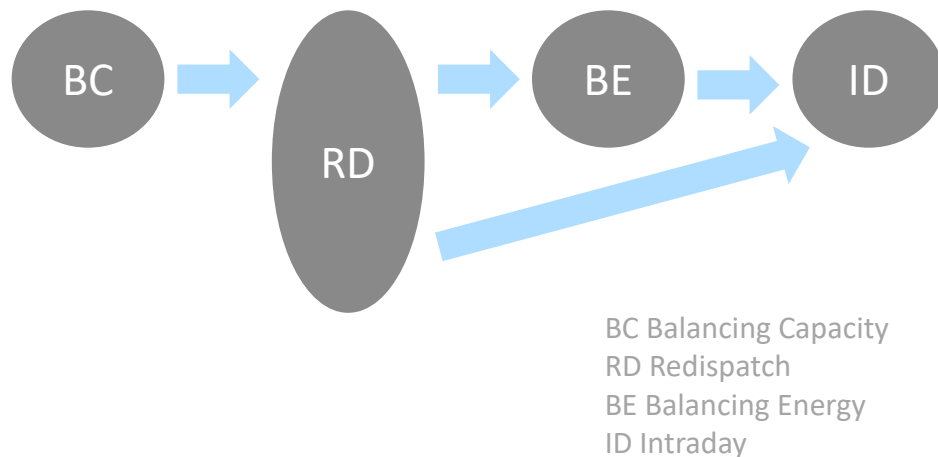 BC
RD
BE
ID
BC Balancing Capacity
RD Redispatch
BE Balancing Energy
ID Intraday